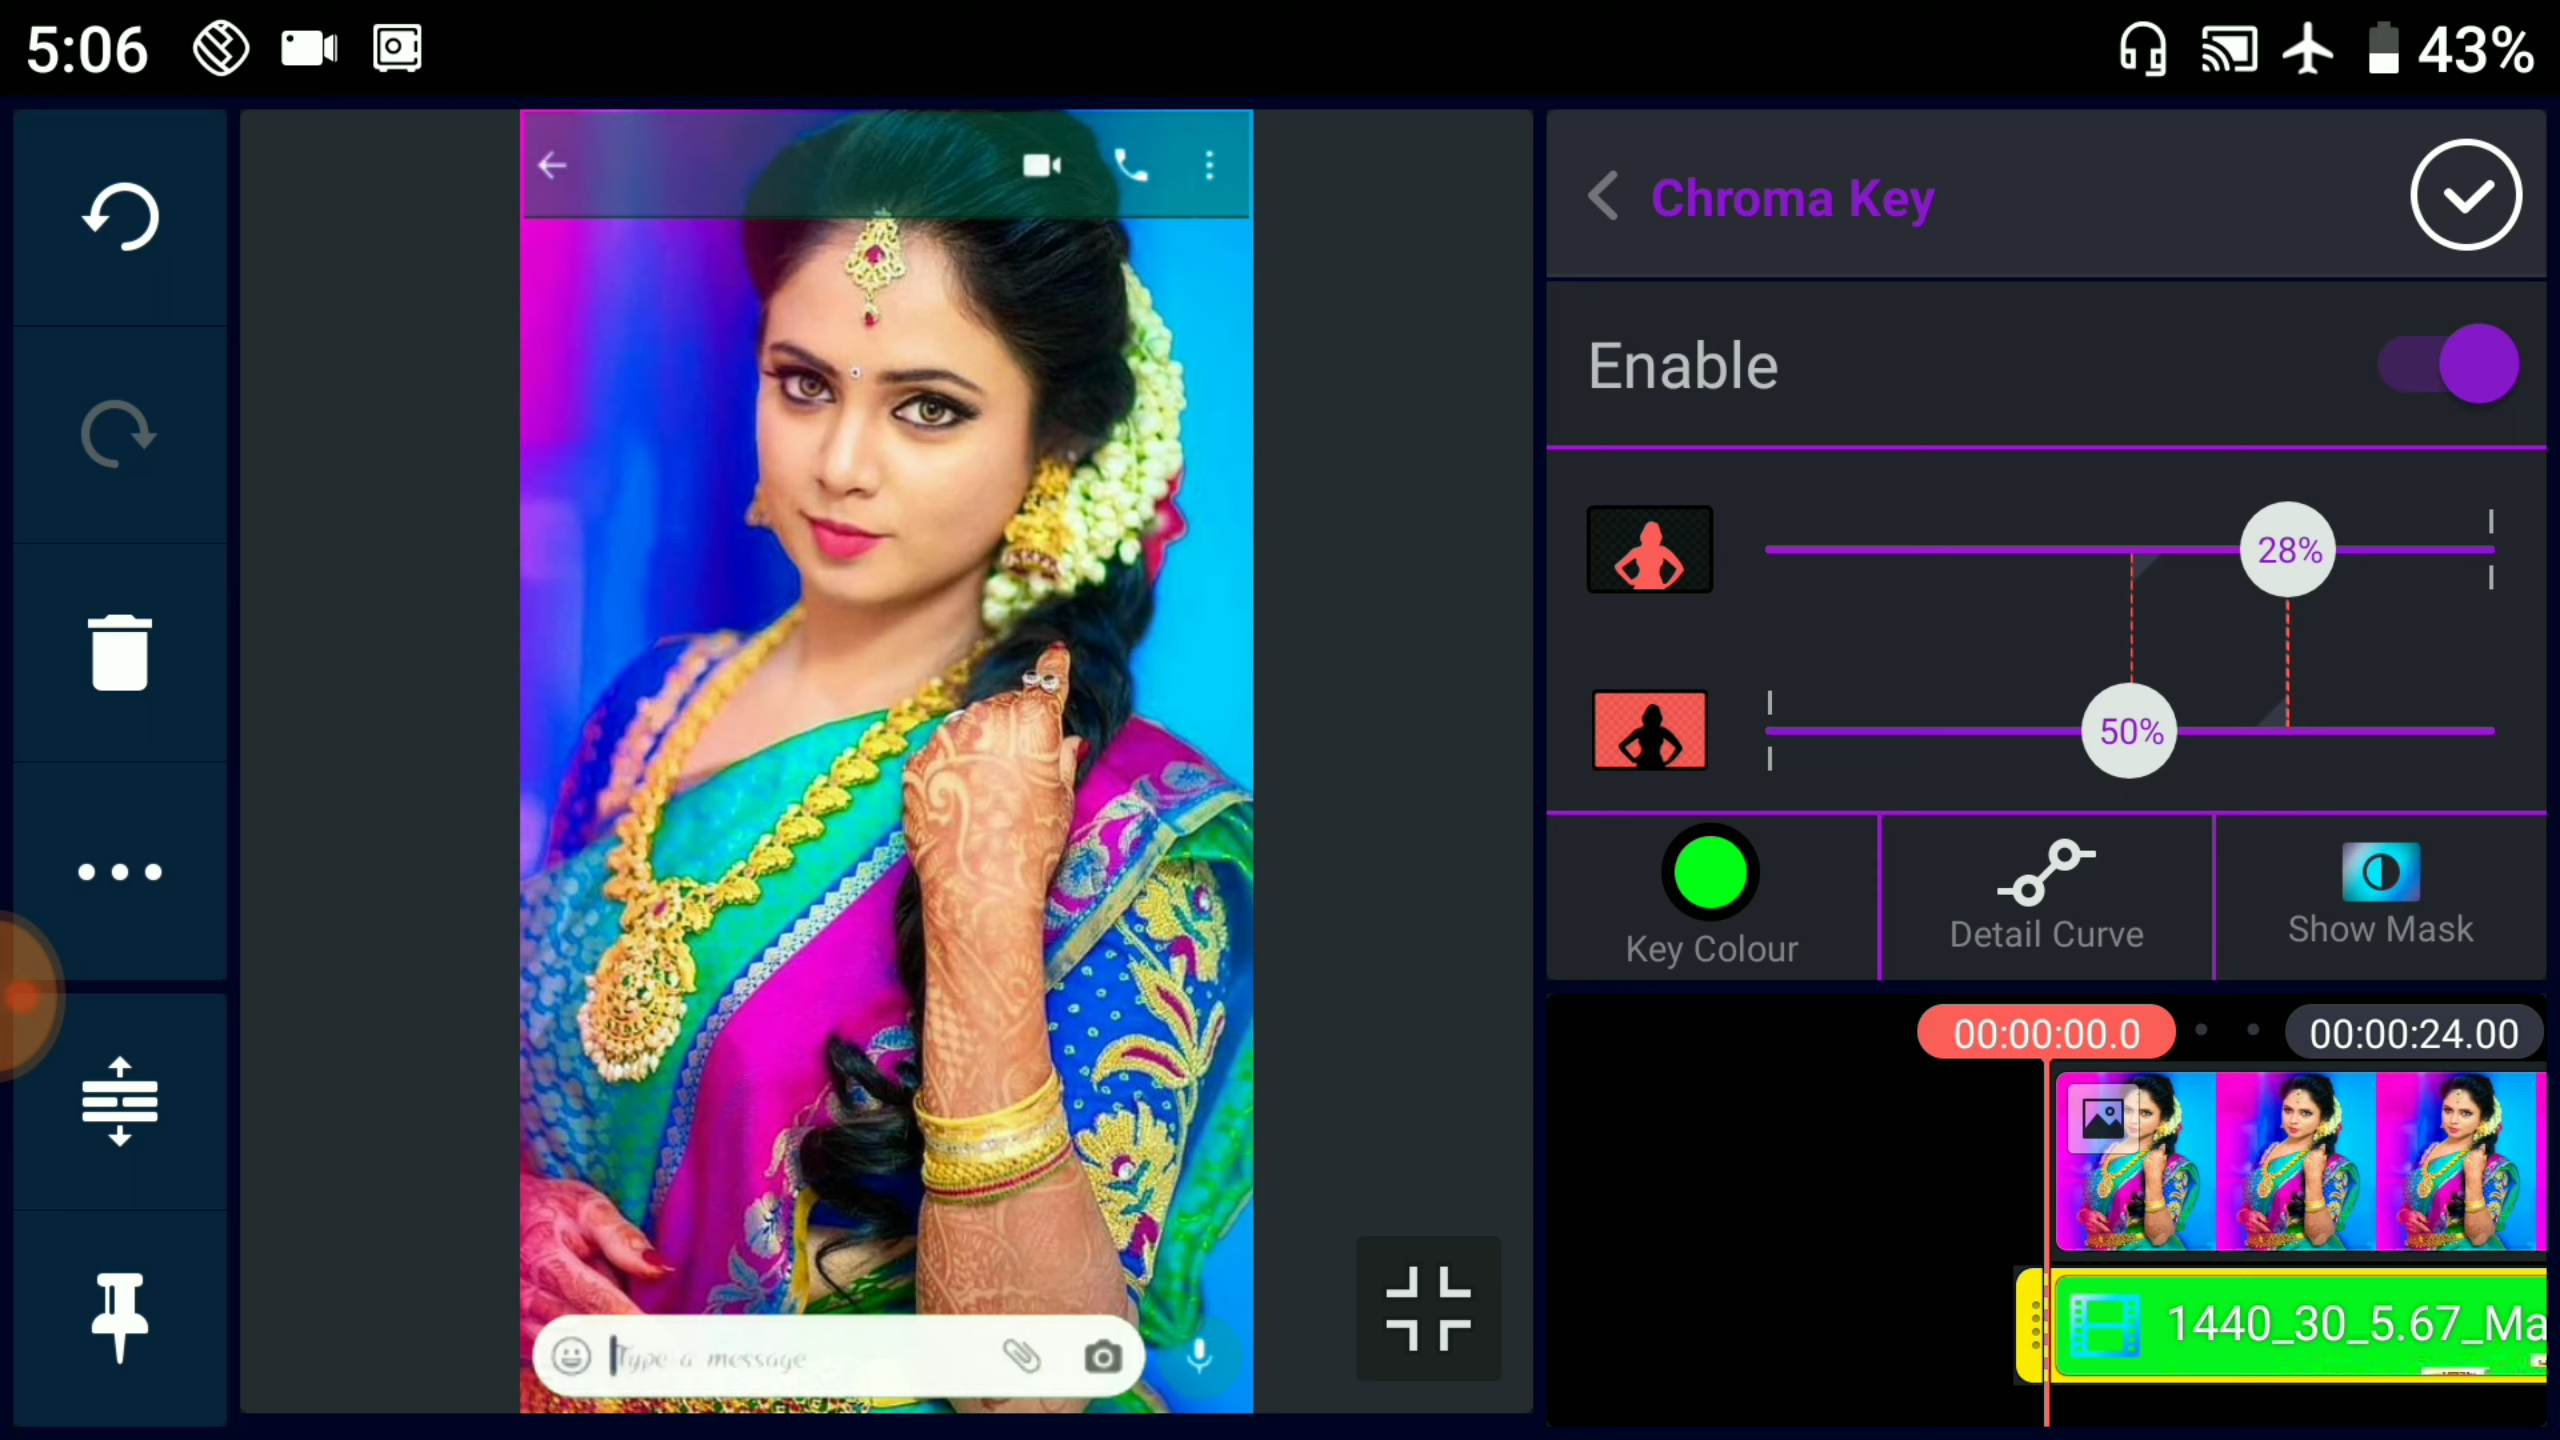 5:06
43%
Chroma Key
Enable
28%
50%
Key Colour
Detail Curve
Show Mask
00:00:00.0
00:00:24.00
1440_30_5.67_Ma
Type a message